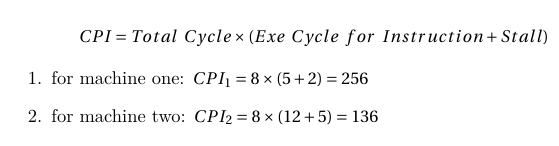 CPI = Total Cycle × (Exe Cycle for Instruction + Stall)
1. for machine one: CPI₁ = 8 × (5 + 2) = 256
2. for machine two: CPI₂ = 8 × (12 + 5) = 136